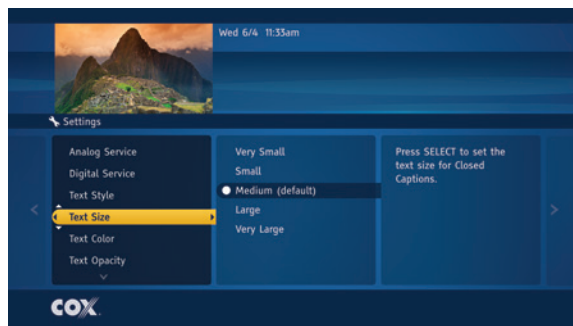 Wed 6/4 11:33am
Settings
Analog Service
Digital Service
Text Style
Text Size
Text Color
Text Opacity
Very Small
Small
Medium (default)
Large
Very Large
Press SELECT to set the
text size for Closed
Captions.
COX